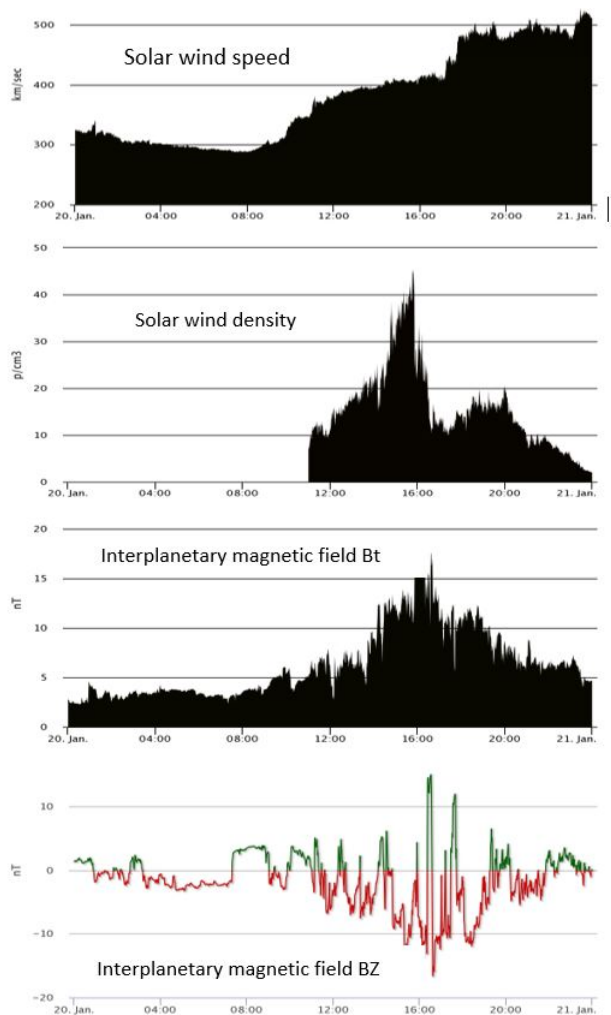 500
Solar wind speed
km/sec
400
300
200
20. Jan. 04:00 08:00 12:00 16:00 20:00 21. Jan.
50
40
Solar wind density
30
p/cm3
20
10
0
20. Jan. 04:00 08:00 12:00 16:00 20:00 21. Jan.
20
Interplanetary magnetic field Bt
15
nT
10
5
0
20. Jan. 04:00 08:00 12:00 16:00 20:00 21. Jan.
10
nT
0
-10
Interplanetary magnetic field BZ
-20
20. Jan. 04:00 08:00 12:00 16:00 20:00 21. Jan.